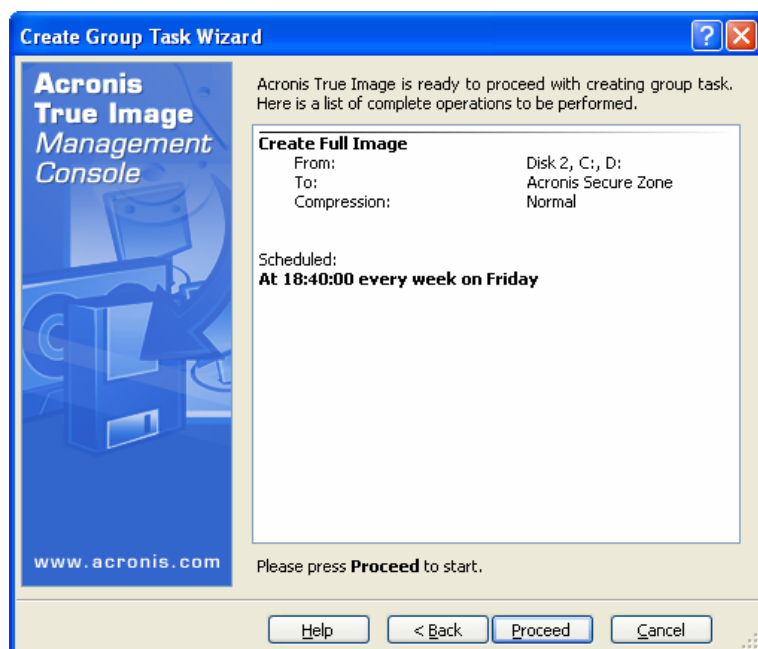 Create Group Task Wizard
Acronis
True Image
Management
Console
Acronis True Image is ready to proceed with creating group task.
Here is a list of complete operations to be performed.
Create Full Image
From: Disk 2, C:, D:
To: Acronis Secure Zone
Compression: Normal
Scheduled:
At 18:40:00 every week on Friday
www.acronis.com
Please press Proceed to start.
Help < Back Proceed Cancel